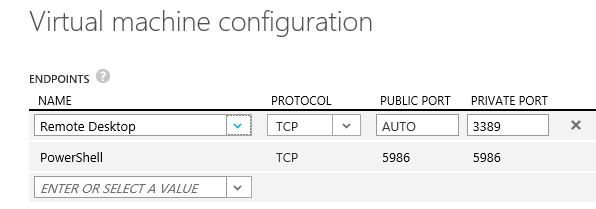 Virtual machine configuration
ENDPOINTS ?
NAME PROTOCOL PUBLIC PORT PRIVATE PORT
Remote Desktop TCP AUTO 3389
PowerShell TCP 5986 5986
ENTER OR SELECT A VALUE